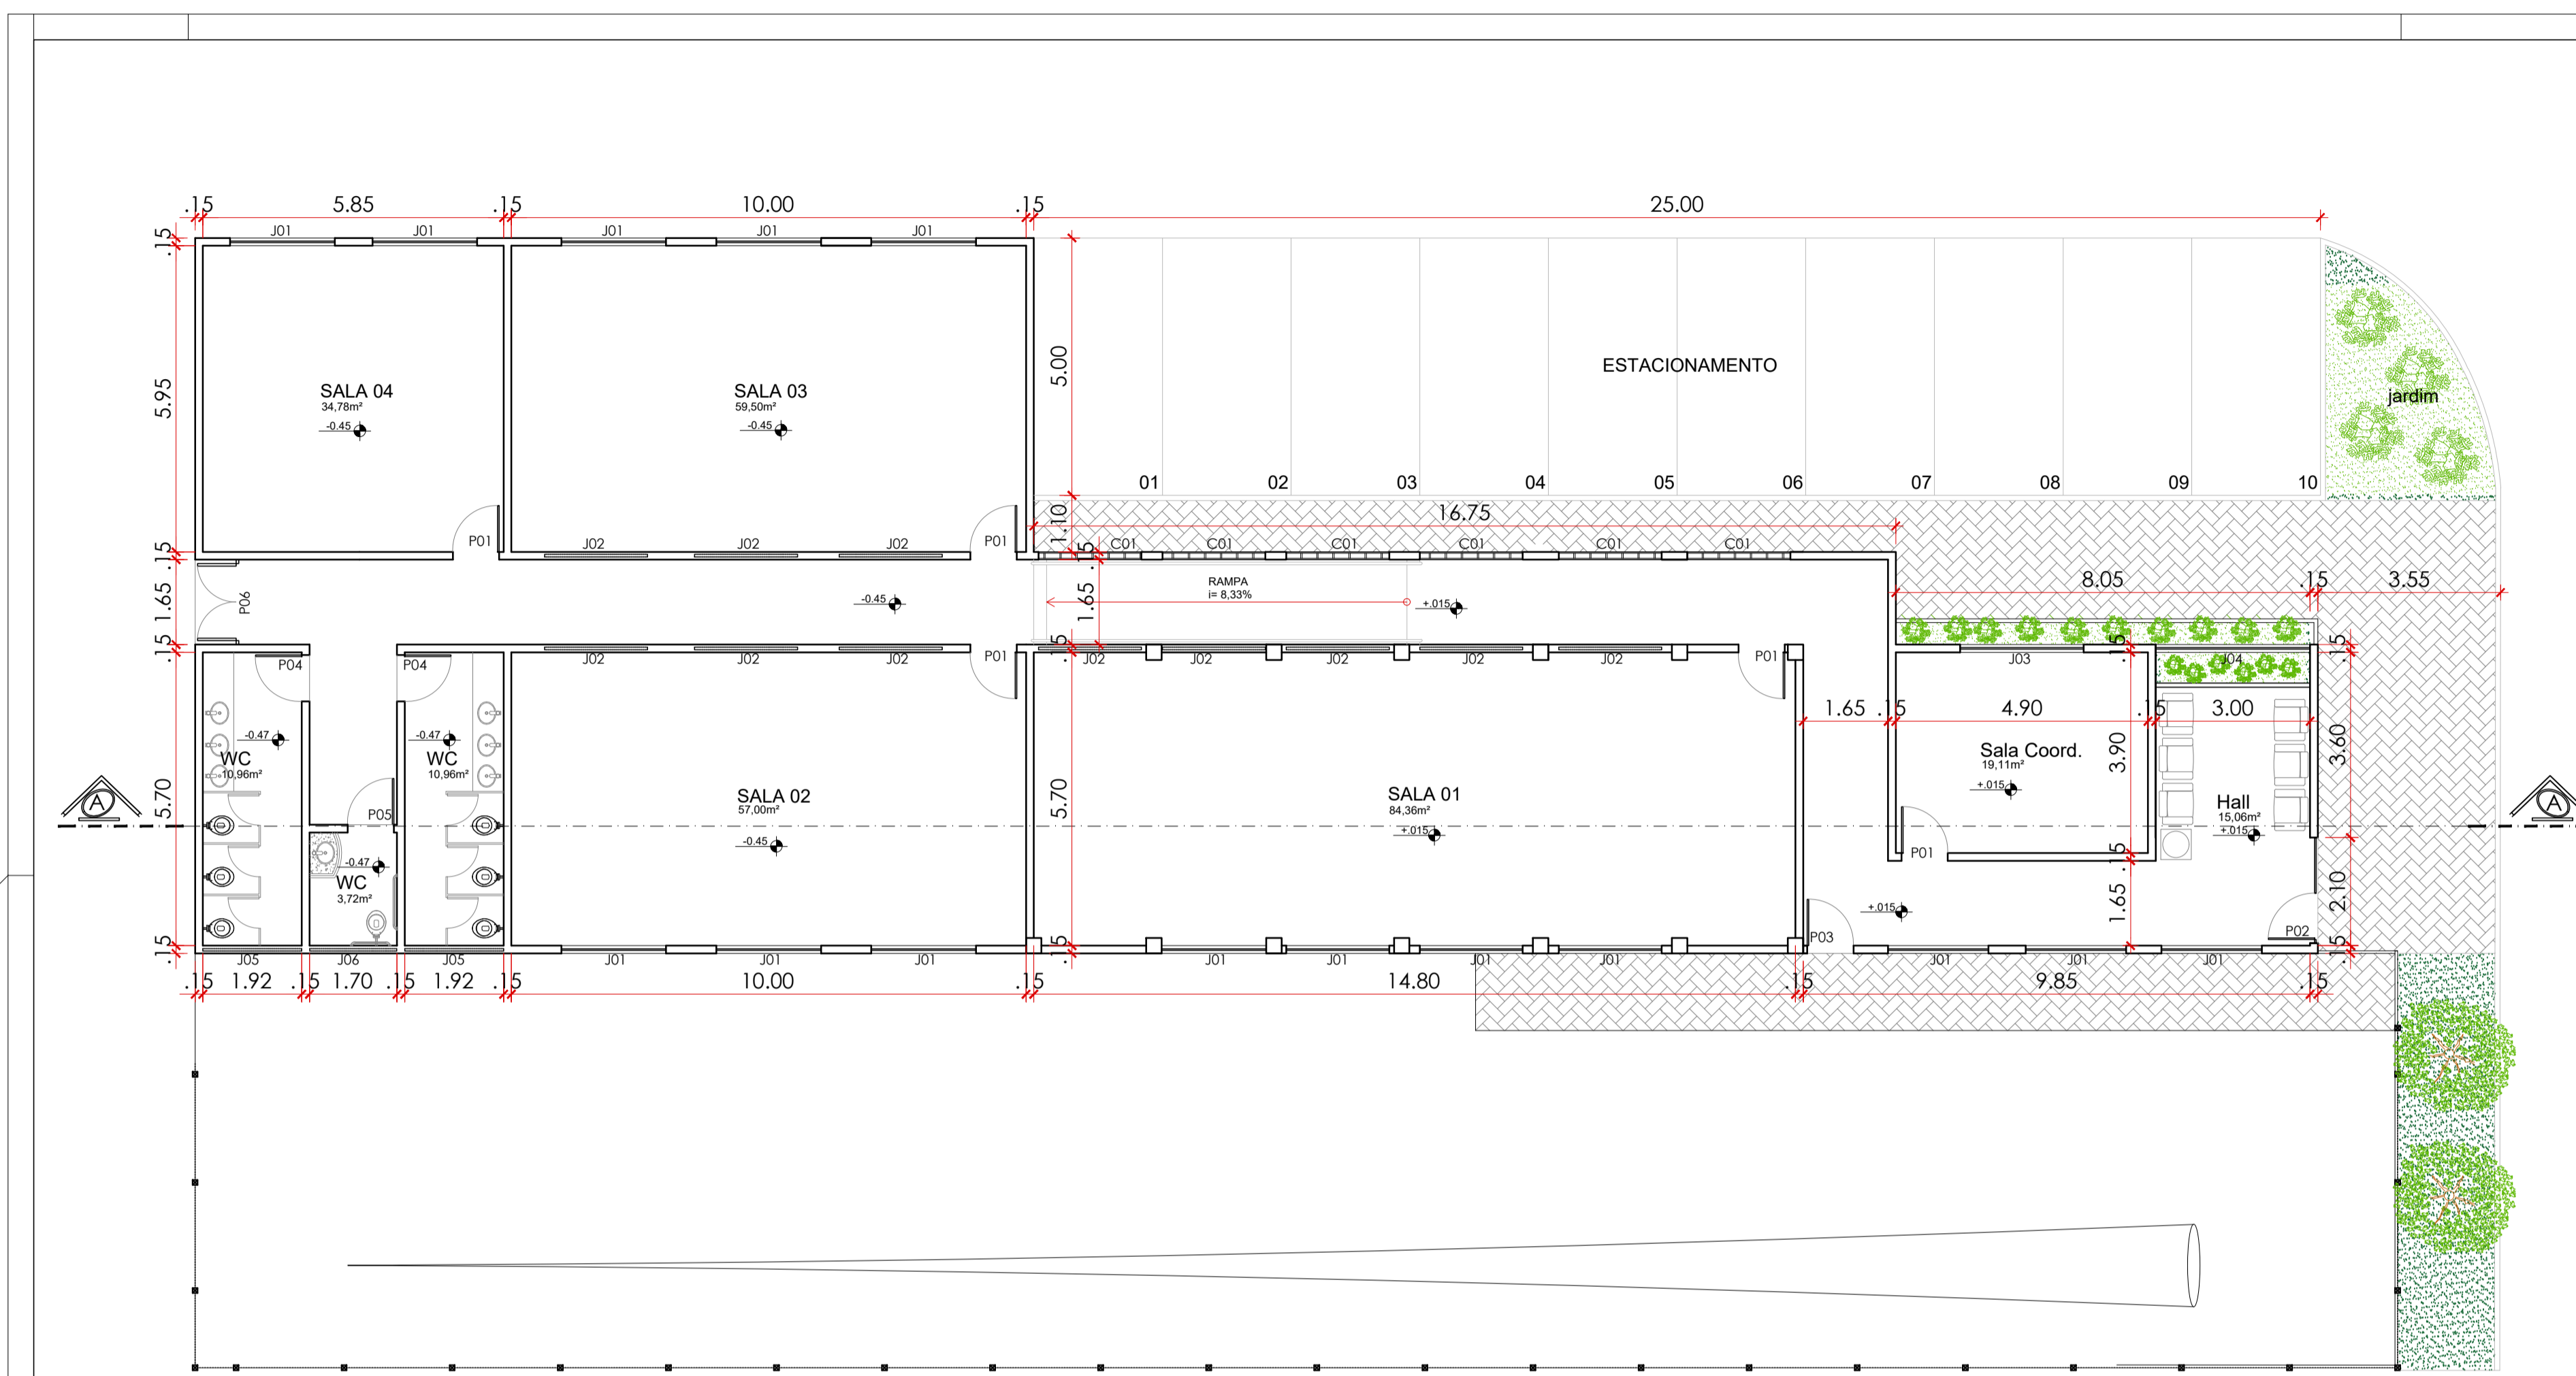 .15 5.85 .15 10.00 .15 25.00
J01 J01 J01 J01 J01
.15
5.95
.15
1.65
.15
5.70
.15
SALA 04
34,78m²
-0.45
SALA 03
59,50m²
-0.45
5.00
1.10
ESTACIONAMENTO
jardim
01 02 03 04 05 06 07 08 09 10
16.75
P01 J02 J02 J02 P01
C01 C01 C01 C01 C01 C01
.15
1.65
.15
P06
-0.45
RAMPA
i= 8,33%
+.015
8.05 .15 3.55
P04 P04
J02 J02 J02 P01 J02 J02 J02 J02 J02 P01
J03 J04
.15
.15
1.65 .15 4.90 .15 3.00
-0.47
WC
10,96m²
-0.47
WC
10,96m²
P05
-0.47
WC
3,72m²
SALA 02
57,00m²
-0.45
5.70
SALA 01
84,36m²
+.015
Sala Coord.
19,11m²
+.015
3.90
.15
1.65
Hall
15,06m²
+.015
3.60
2.10
.15
P01
+.015
P03
P02
A
A
J05 J06 J05 J01 J01 J01
.15
J01 J01 J01 J01 J01 J01 J01
.15 1.92 .15 1.70 .15 1.92 .15 10.00 .15 14.80 .15 9.85 .15